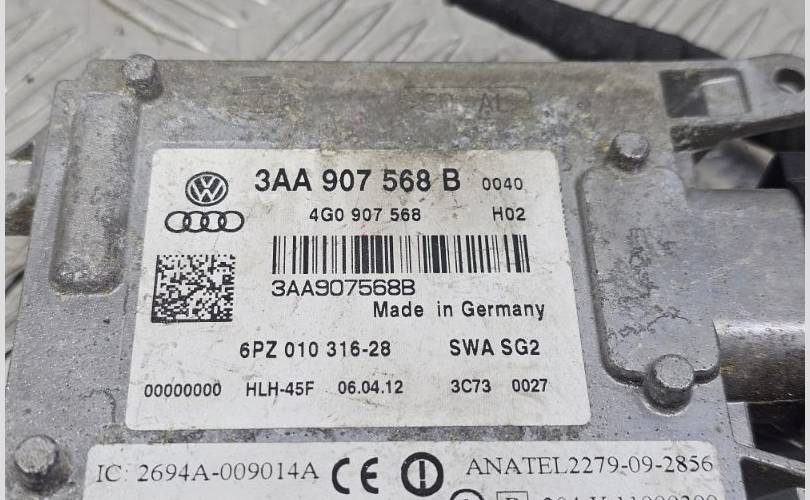 3AA 907 568 B 0040
4G0 907 568 H02
3AA907568B
Made in Germany
6PZ 010 316-28 SWA SG2
00000000 HLH-45F 06.04.12 3C73 0027
IC: 2694A-009014A CE ANATEL2279-09-2856